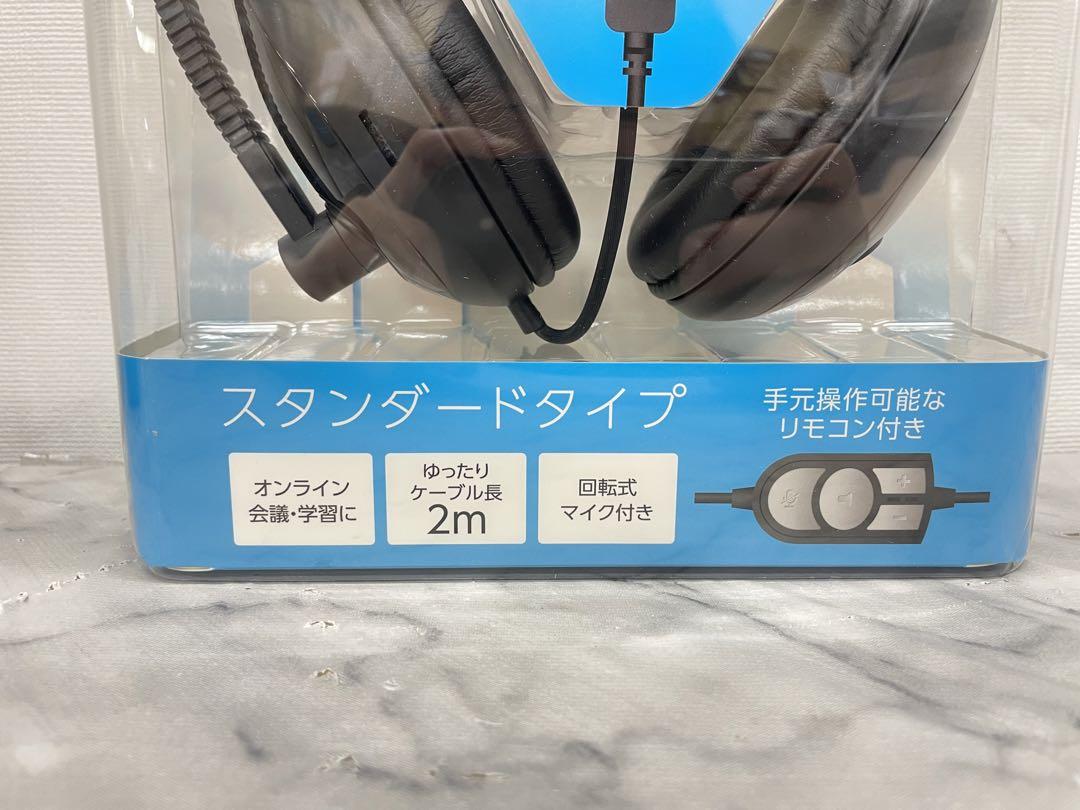 スタンダードタイプ
手元操作可能な
リモコン付き
オンライン
会議・学習に
ゆったり
ケーブル長
2m
回転式
マイク付き
+
−